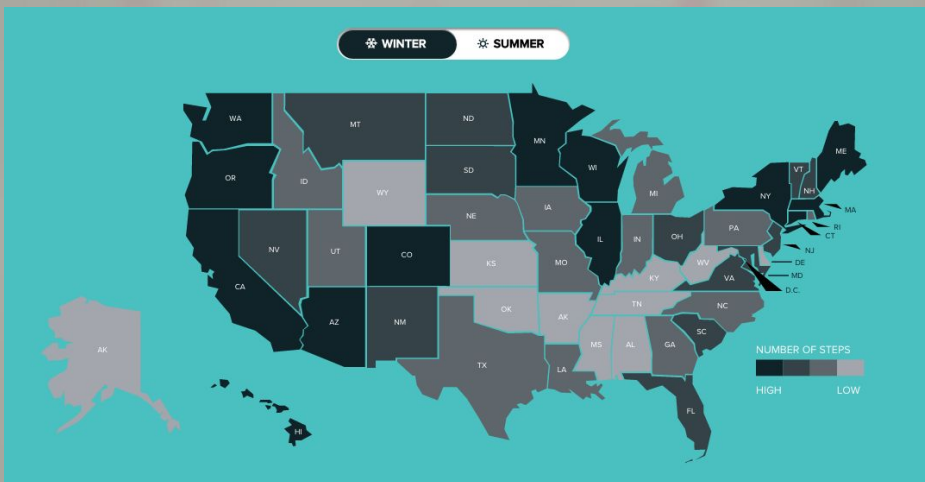 WINTER
SUMMER
WA
MT
ND
MN
ME
VT
WI
OR
SD
NH
ID
MI
NY
WY
MA
IA
NE
RI
PA
CT
OH
IL
IN
NV
UT
NJ
CO
WV
DE
MO
KS
KY
VA
MD
CA
D.C.
TN
NC
OK
NM
AZ
AK
SC
MS
AL
GA
AK
NUMBER OF STEPS
TX
LA
HIGH
LOW
FL
HI